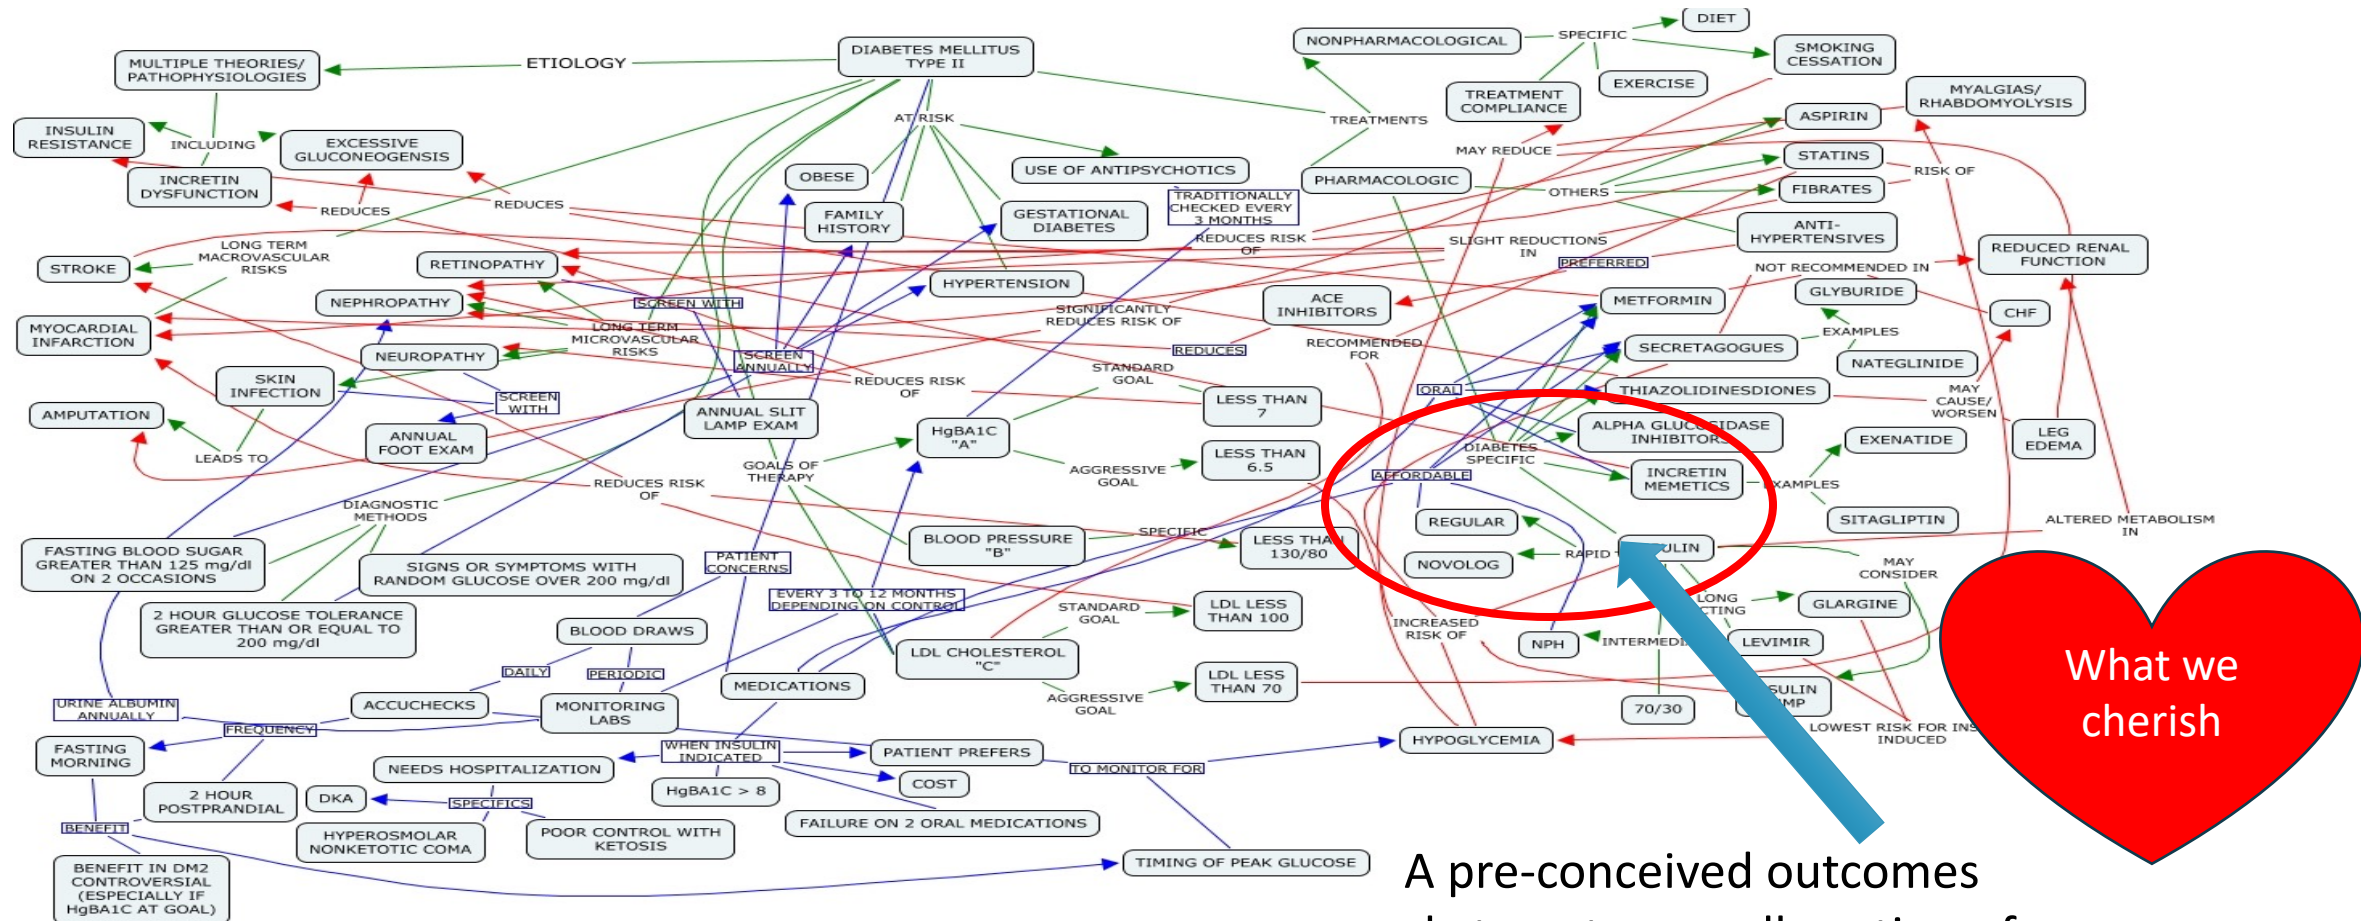 DIABETES MELLITUS
TYPE II
ETIOLOGY
MULTIPLE THEORIES/
PATHOPHYSIOLOGIES
INCLUDING
INSULIN
RESISTANCE
EXCESSIVE
GLUCONEOGENSIS
INCRETIN
DYSFUNCTION
REDUCES
REDUCES
AT RISK
OBESE
FAMILY
HISTORY
USE OF ANTIPSYCHOTICS
GESTATIONAL
DIABETES
HYPERTENSION
TRADITIONALLY
CHECKED EVERY
3 MONTHS
TREATMENTS
NONPHARMACOLOGICAL
SPECIFIC
DIET
SMOKING
CESSATION
EXERCISE
TREATMENT
COMPLIANCE
MYALGIAS/
RHABDOMYOLYSIS
MAY REDUCE
PHARMACOLOGIC
OTHERS
ASPIRIN
STATINS
FIBRATES
RISK OF
ANTI-
HYPERTENSIVES
REDUCED RENAL
FUNCTION
LONG TERM
MACROVASCULAR
RISKS
STROKE
MYOCARDIAL
INFARCTION
RETINOPATHY
NEPHROPATHY
NEUROPATHY
SCREEN WITH
LONG TERM
MICROVASCULAR
RISKS
SCREEN
ANNUALLY
REDUCES RISK
OF
SLIGHT REDUCTIONS
IN
PREFERRED
NOT RECOMMENDED IN
SIGNIFICANTLY
REDUCES RISK OF
ACE
INHIBITORS
REDUCES
RECOMMENDED
FOR
METFORMIN
GLYBURIDE
CHF
EXAMPLES
SECRETAGOGUES
NATEGLINIDE
THIAZOLIDINESDIONES
MAY
CAUSE/
WORSEN
LEG
EDEMA
ORAL
ALPHA GLUCOSIDASE
INHIBITORS
DIABETES
SPECIFIC
AFFORDABLE
INCRETIN
MEMETICS
EXAMPLES
EXENATIDE
SITAGLIPTIN
SKIN
INFECTION
AMPUTATION
LEADS TO
SCREEN
WITH
ANNUAL
FOOT EXAM
ANNUAL SLIT
LAMP EXAM
REDUCES RISK
OF
STANDARD
GOAL
LESS THAN
7
HgBA1C
"A"
AGGRESSIVE
GOAL
LESS THAN
6.5
GOALS OF
THERAPY
REDUCES RISK
OF
DIAGNOSTIC
METHODS
BLOOD PRESSURE
"B"
SPECIFIC
LESS THAN
130/80
REGULAR
NOVOLOG
RAPID
ALTERED METABOLISM
IN
MAY
CONSIDER
FASTING BLOOD SUGAR
GREATER THAN 125 mg/dl
ON 2 OCCASIONS
SIGNS OR SYMPTOMS WITH
RANDOM GLUCOSE OVER 200 mg/dl
2 HOUR GLUCOSE TOLERANCE
GREATER THAN OR EQUAL TO
200 mg/dl
PATIENT
CONCERNS
EVERY 3 TO 12 MONTHS
DEPENDING ON CONTROL
STANDARD
GOAL
LDL LESS
THAN 100
LDL CHOLESTEROL
"C"
AGGRESSIVE
GOAL
LDL LESS
THAN 70
INCREASED
RISK OF
NPH
LONG
GLARGINE
LEVIMIR
70/30
BLOOD DRAWS
DAILY
PERIODIC
MEDICATIONS
ACCUCHECKS
MONITORING
LABS
URINE ALBUMIN
ANNUALLY
FREQUENCY
FASTING
MORNING
2 HOUR
POSTPRANDIAL
BENEFIT
BENEFIT IN DM2
CONTROVERSIAL
(ESPECIALLY IF
HgBA1C AT GOAL)
WHEN INSULIN
INDICATED
NEEDS HOSPITALIZATION
DKA
SPECIFICS
HYPEROSMOLAR
NONKETOTIC COMA
POOR CONTROL WITH
KETOSIS
HgBA1C > 8
PATIENT PREFERS
COST
FAILURE ON 2 ORAL MEDICATIONS
TO MONITOR FOR
HYPOGLYCEMIA
LOWEST RISK FOR
INDUCED
TIMING OF PEAK GLUCOSE
What we
cherish
A pre-conceived outcomes